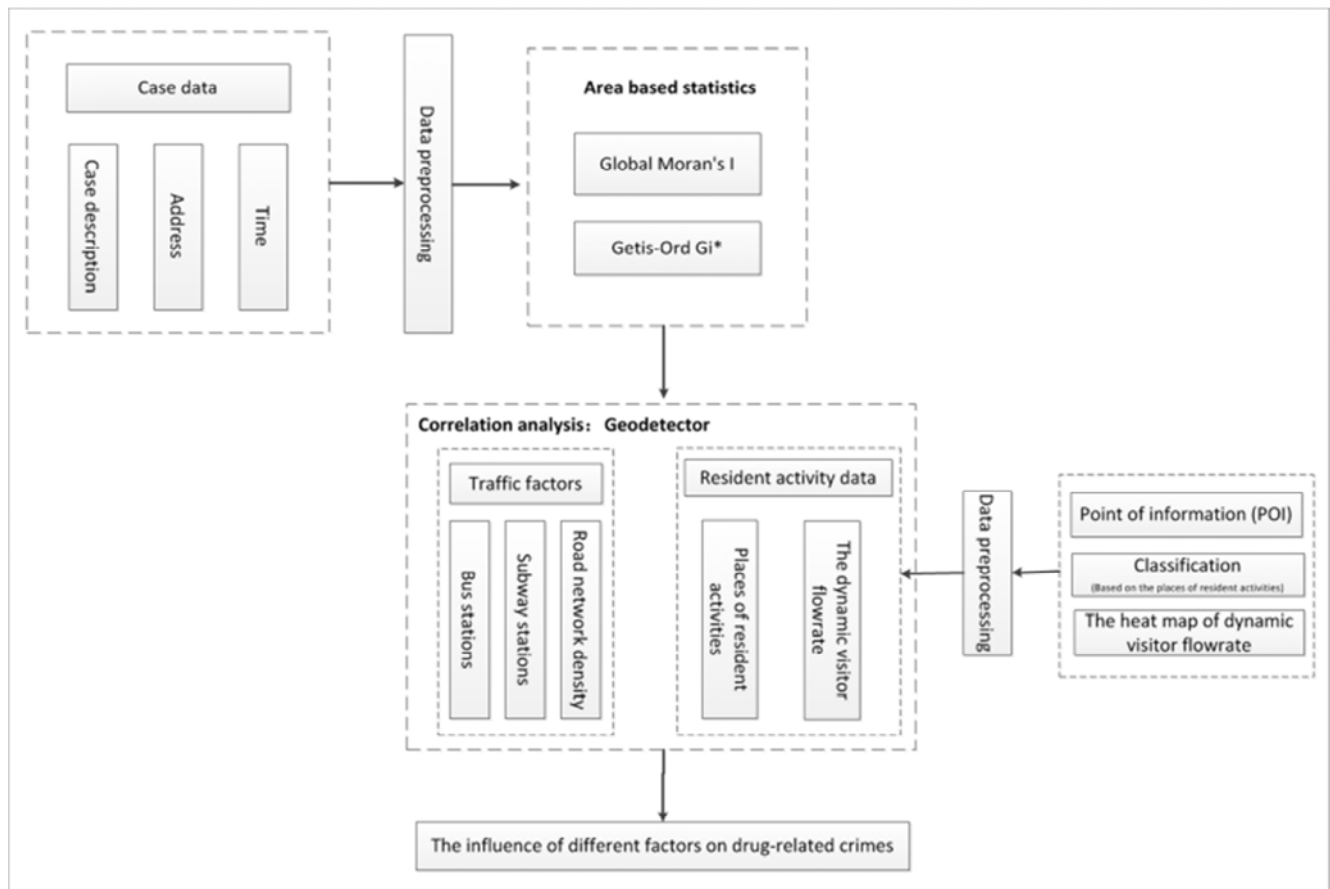 Case data
Case description
Address
Time
Data preprocessing
Area based statistics
Global Moran's I
Getis-Ord Gi*
Correlation analysis： Geodetector
Traffic factors
Bus stations
Subway stations
Road network density
Resident activity data
Places of resident
activities
The dynamic visitor
flowrate
Data preprocessing
Point of information (POI)
Classification
(Based on the places of resident activities)
The heat map of dynamic
visitor flowrate
The influence of different factors on drug-related crimes